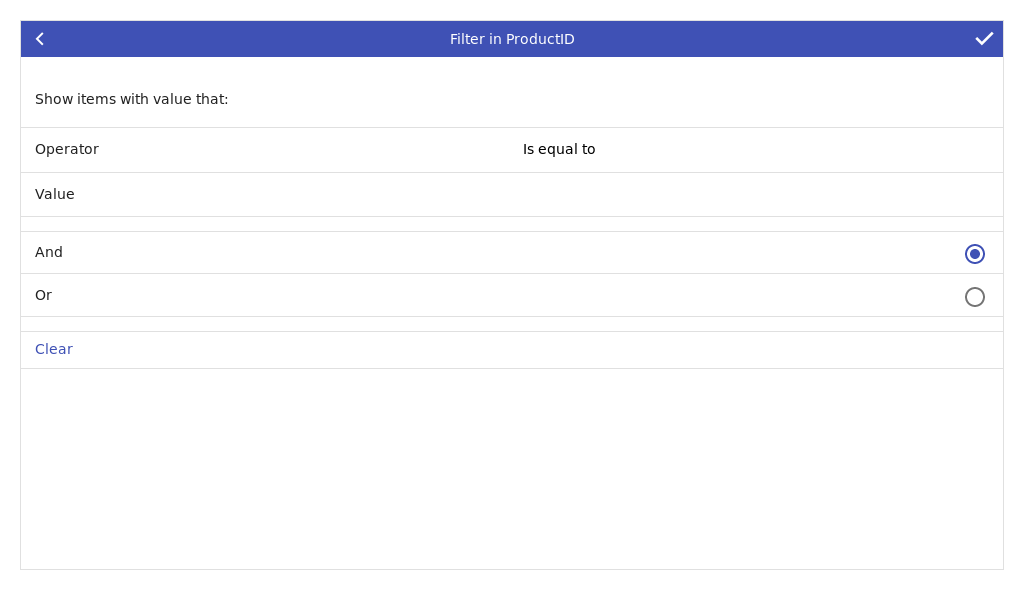 Filter in ProductID
Show items with value that:
Operator Is equal to
Value
And
Or
Clear